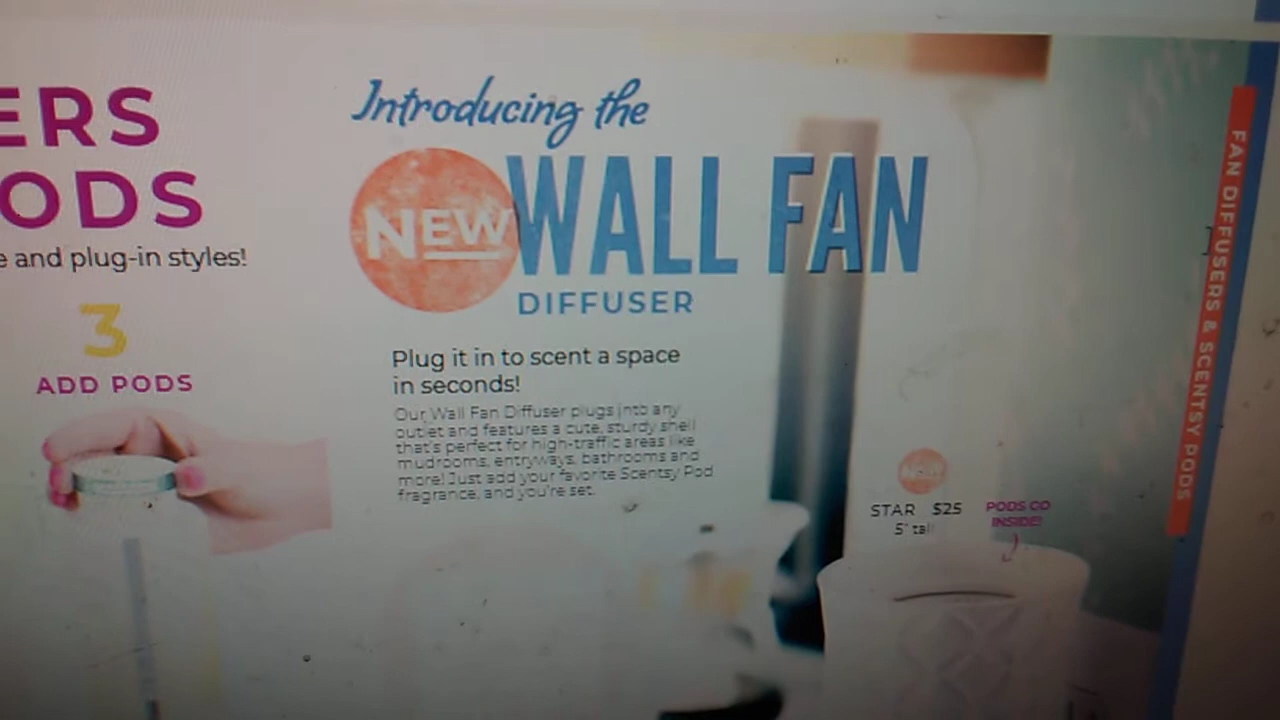 ERS
ODS
e and plug-in styles!
3
ADD PODS
Introducing the
NEW WALL FAN
DIFFUSER
Plug it in to scent a space
in seconds!
Our Wall Fan Diffuser plugs into any
outlet and features a cute, sturdy shell
that's perfect for high-traffic areas like
mudrooms, entryways, bathrooms and
more! Just add your favorite Scentsy Pod
fragrance, and you're set.
NEW
STAR $25
5" tall
PODS GO
INSIDE!
FAN DIFFUSERS & SCENTSY PODS